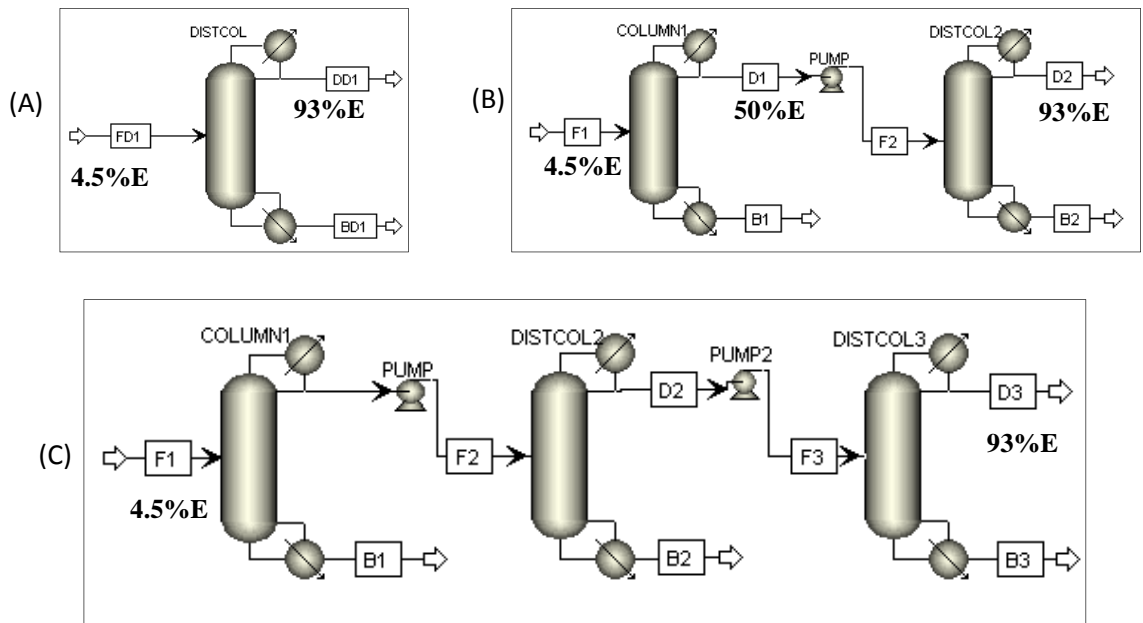 (A)
DISTCOL
DD1
93%E
FD1
4.5%E
BD1
(B)
COLUMN1
PUMP
DISTCOL2
D1
50%E
D2
93%E
F1
4.5%E
F2
B1
B2
(C)
COLUMN1
PUMP
DISTCOL2
PUMP2
DISTCOL3
D2
D3
93%E
F1
4.5%E
F2
F3
B1
B2
B3